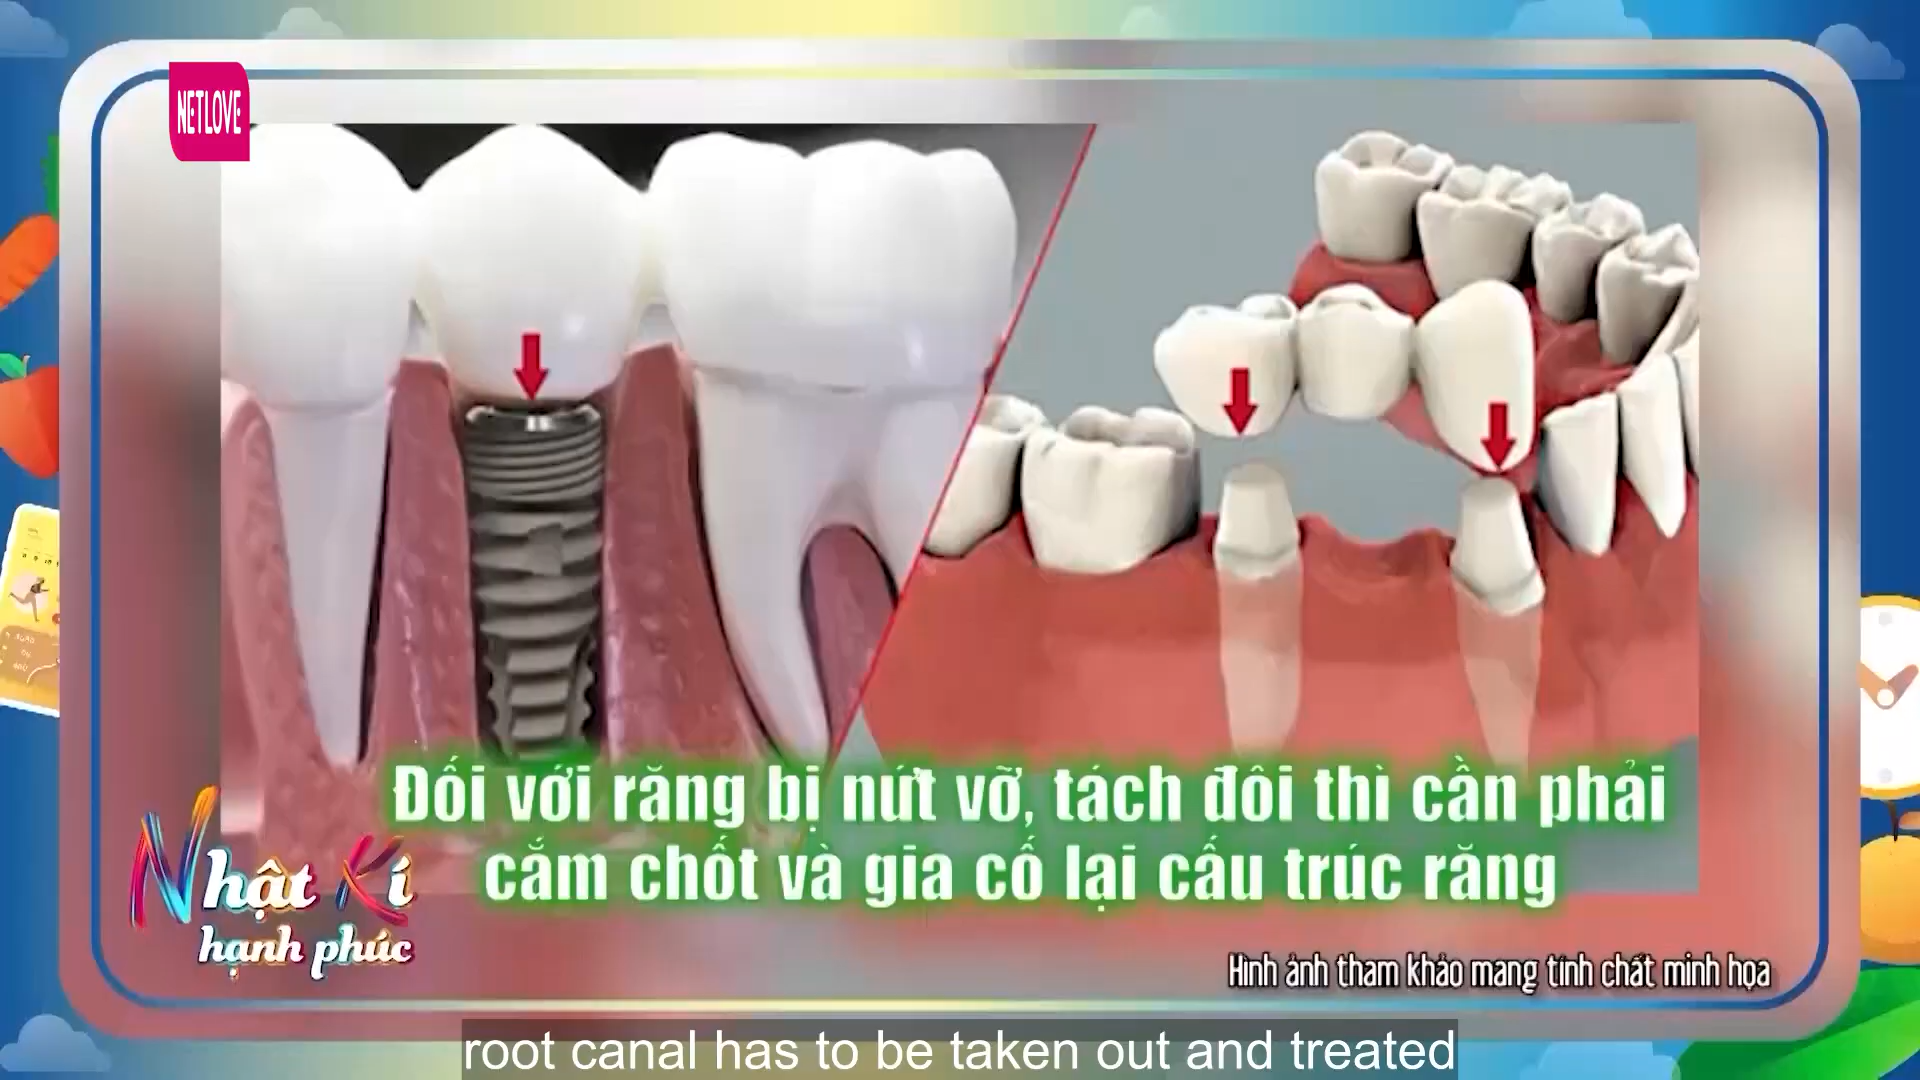 NETLOVE
Đối với răng bị nứt vỡ, tách đôi thì cần phải
cắm chốt và gia cố lại cấu trúc răng
Nhật Kí
hạnh phúc
Hình ảnh tham khảo mang tính chất minh họa
root canal has to be taken out and treated